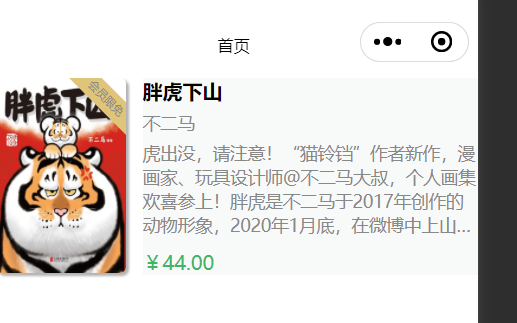 首页
会员限免
胖虎下山
不二马
胖虎下山
不二马
虎出没，请注意！“猫铃铛”作者新作，漫
画家、玩具设计师@不二马大叔，个人画集
欢喜参上！胖虎是不二马于2017年创作的
动物形象，2020年1月底，在微博中上山...
￥44.00